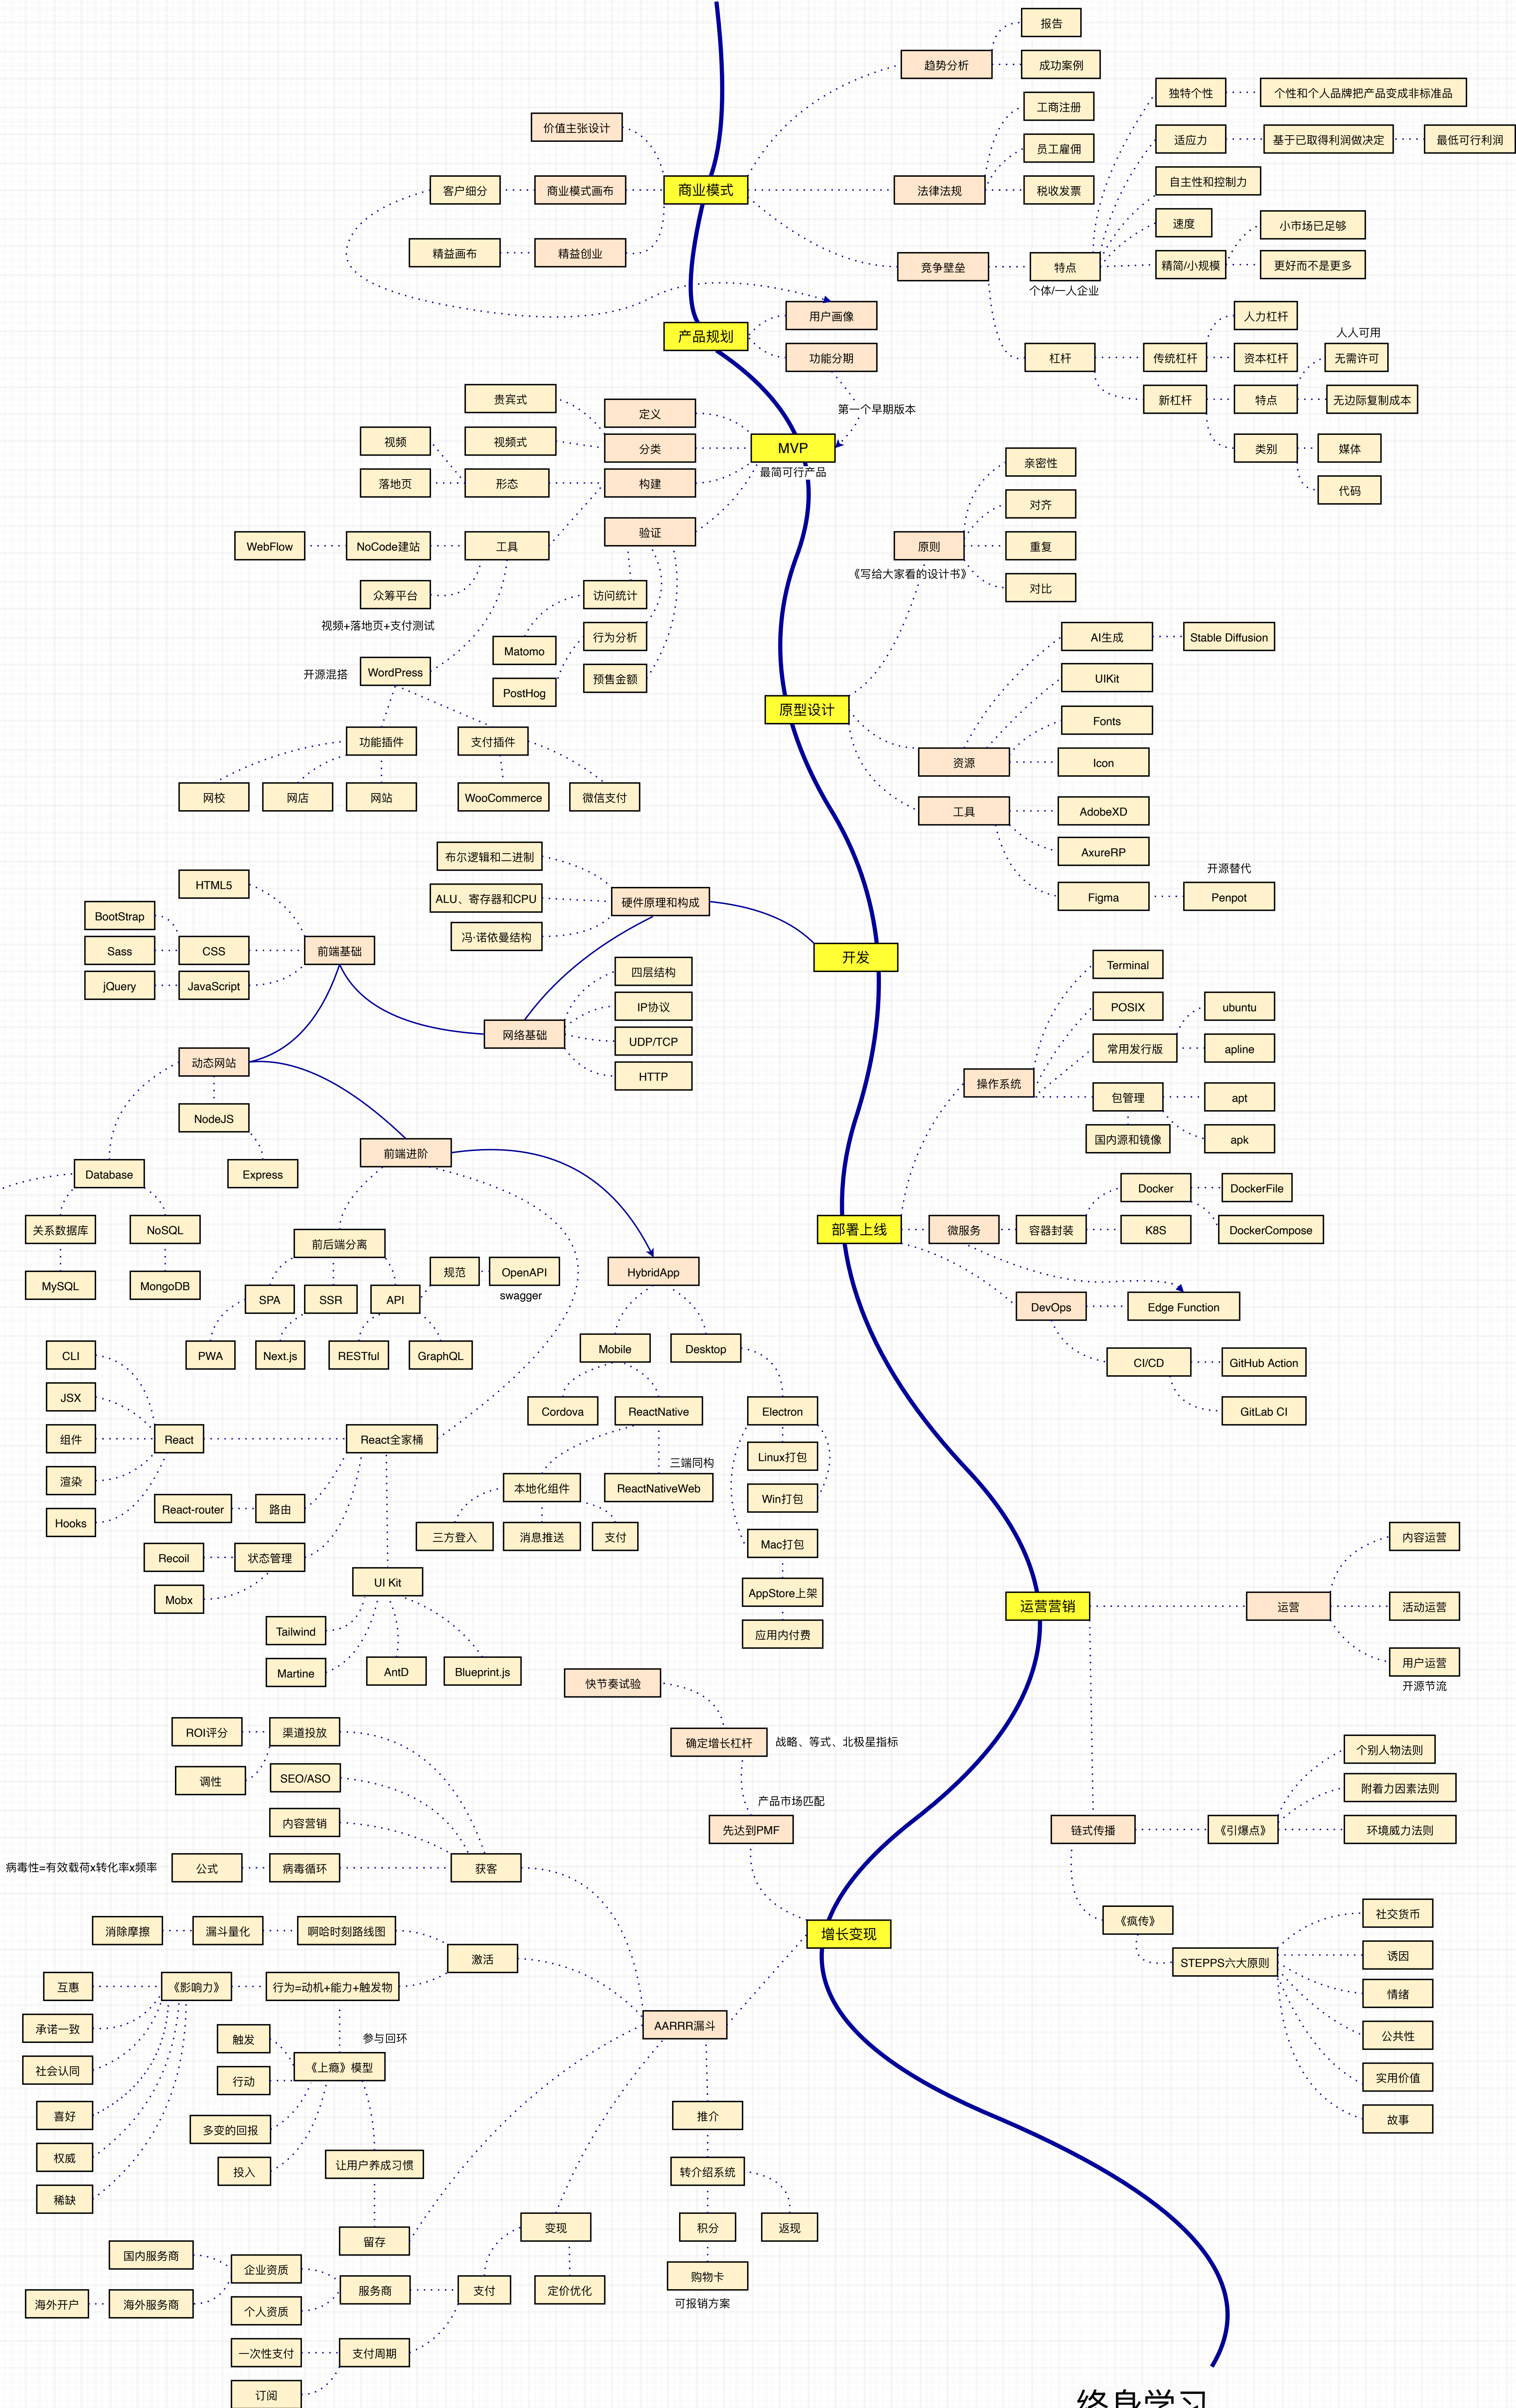 报告
趋势分析
成功案例
独特个性
个性和个人品牌把产品变成非标准品
工商注册
价值主张设计
适应力
基于已取得利润做决定
最低可行利润
员工雇佣
客户细分
商业模式画布
商业模式
法律法规
税收发票
自主性和控制力
速度
小市场已足够
精益画布
精益创业
竞争壁垒
特点
精简/小规模
更好而不是更多
个体/一人企业
用户画像
人力杠杆
产品规划
人人可用
功能分期
杠杆
传统杠杆
资本杠杆
无需许可
贵宾式
定义
第一个早期版本
新杠杆
特点
无边际复制成本
视频
视频式
分类
MVP
类别
媒体
最简可行产品
亲密性
落地页
形态
构建
代码
对齐
验证
WebFlow
NoCode建站
工具
原则
重复
《写给大家看的设计书》
众筹平台
访问统计
对比
视频+落地页+支付测试
行为分析
AI生成
Stable Diffusion
Matomo
开源混搭
WordPress
预售金额
UIKit
PostHog
原型设计
Fonts
功能插件
支付插件
资源
Icon
网校
网店
网站
WooCommerce
微信支付
工具
AdobeXD
布尔逻辑和二进制
AxureRP
开源替代
HTML5
ALU、寄存器和CPU
硬件原理和构成
Figma
Penpot
BootStrap
冯·诺依曼结构
Sass
CSS
前端基础
开发
四层结构
Terminal
jQuery
JavaScript
IP协议
POSIX
ubuntu
网络基础
UDP/TCP
常用发行版
apline
动态网站
HTTP
操作系统
包管理
apt
NodeJS
国内源和镜像
apk
前端进阶
Database
Express
Docker
DockerFile
关系数据库
NoSQL
部署上线
微服务
容器封装
K8S
DockerCompose
前后端分离
规范
OpenAPI
HybridApp
MySQL
MongoDB
swagger
SPA
SSR
API
DevOps
Edge Function
Mobile
Desktop
CLI
PWA
Next.js
RESTful
GraphQL
CI/CD
GitHub Action
JSX
Cordova
ReactNative
Electron
GitLab CI
组件
React
React全家桶
Linux打包
三端同构
渲染
本地化组件
ReactNativeWeb
Win打包
React-router
路由
Hooks
三方登入
消息推送
支付
内容运营
Mac打包
Recoil
状态管理
UI Kit
AppStore上架
Mobx
运营营销
运营
活动运营
Tailwind
应用内付费
Martine
AntD
Blueprint.js
用户运营
快节奏试验
开源节流
ROI评分
渠道投放
确定增长杠杆
战略、等式、北极星指标
个别人物法则
调性
SEO/ASO
附着力因素法则
产品市场匹配
内容营销
先达到PMF
链式传播
《引爆点》
环境威力法则
病毒性=有效载荷x转化率x频率
公式
病毒循环
获客
社交货币
《疯传》
消除摩擦
漏斗量化
啊哈时刻路线图
增长变现
激活
诱因
STEPPS六大原则
互惠
《影响力》
行为=动机+能力+触发物
情绪
承诺一致
AARRR漏斗
触发
参与回环
公共性
社会认同
《上瘾》模型
行动
实用价值
喜好
推介
故事
多变的回报
权威
让用户养成习惯
投入
转介绍系统
稀缺
变现
积分
返现
留存
国内服务商
企业资质
购物卡
海外开户
海外服务商
服务商
支付
定价优化
可报销方案
个人资质
一次性支付
支付周期
订阅
终身学习